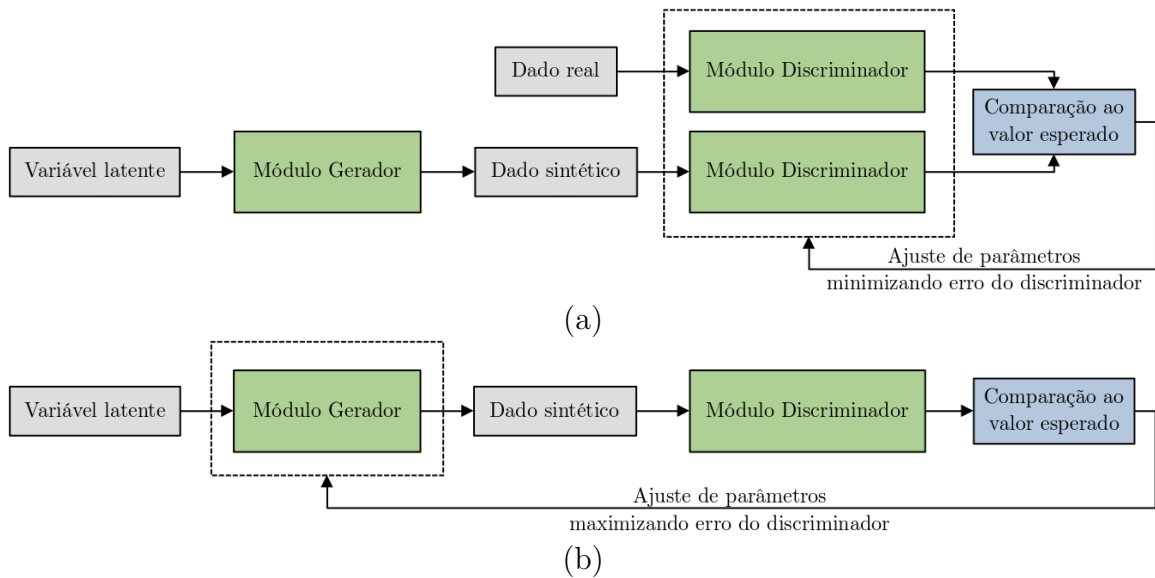 Dado real
Módulo Discriminador
Comparação ao
valor esperado
Variável latente
Módulo Gerador
Dado sintético
Módulo Discriminador
Ajuste de parâmetros
minimizando erro do discriminador
(a)
Variável latente
Módulo Gerador
Dado sintético
Módulo Discriminador
Comparação ao
valor esperado
Ajuste de parâmetros
maximizando erro do discriminador
(b)